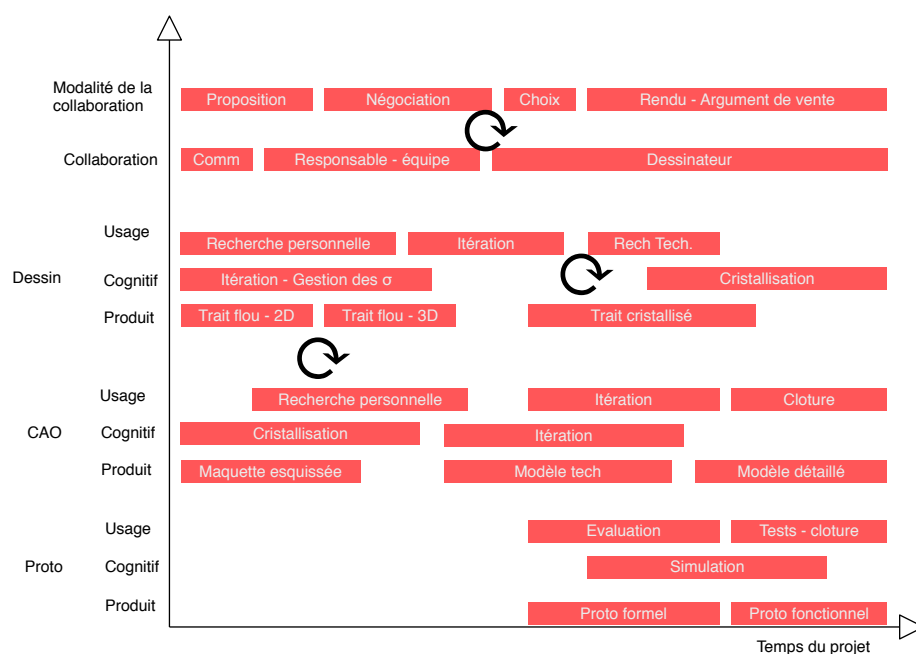 Modalité de la
collaboration
Proposition
Négociation
Choix
Rendu - Argument de vente
Collaboration
Comm
Responsable - équipe
Dessinateur
Dessin
Usage
Recherche personnelle
Itération
Rech Tech.
Cognitif
Itération - Gestion des σ
Cristallisation
Produit
Trait flou - 2D
Trait flou - 3D
Trait cristallisé
CAO
Usage
Recherche personnelle
Itération
Cloture
Cognitif
Cristallisation
Itération
Produit
Maquette esquissée
Modèle tech
Modèle détaillé
Proto
Usage
Evaluation
Tests - cloture
Cognitif
Simulation
Produit
Proto formel
Proto fonctionnel
Temps du projet